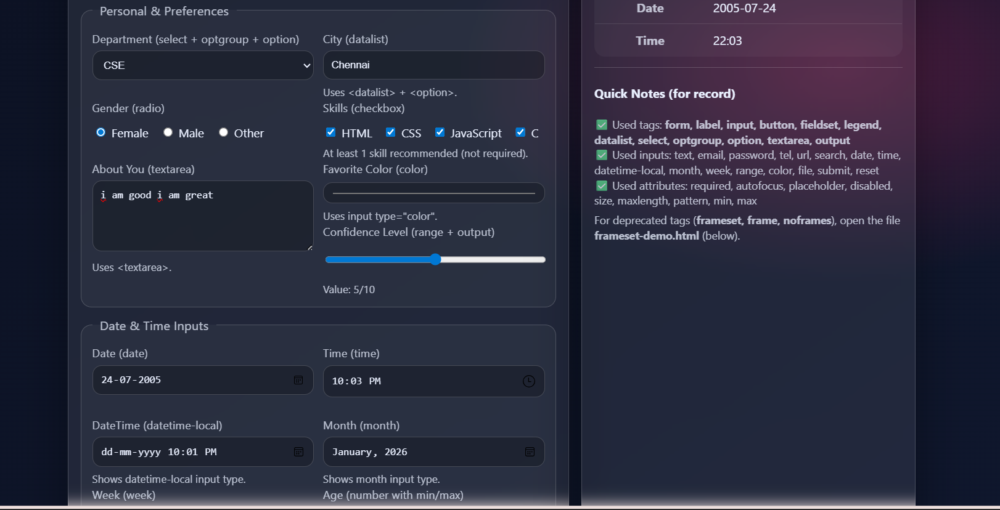 Personal & Preferences
Department (select + optgroup + option)
CSE
City (datalist)
Chennai
Uses <datalist> + <option>.
Gender (radio)
Female Male Other
Skills (checkbox)
HTML CSS JavaScript C
At least 1 skill recommended (not required).
About You (textarea)
i am good i am great
Uses <textarea>.
Favorite Color (color)
Uses input type="color".
Confidence Level (range + output)
Value: 5/10
Date & Time Inputs
Date (date)
24-07-2005
Time (time)
10:03 PM
DateTime (datetime-local)
dd-mm-yyyy 10:01 PM
Shows datetime-local input type.
Month (month)
January, 2026
Shows month input type.
Week (week)
Age (number with min/max)
Date 2005-07-24
Time 22:03
Quick Notes (for record)
✅ Used tags: form, label, input, button, fieldset, legend,
datalist, select, optgroup, option, textarea, output
✅ Used inputs: text, email, password, tel, url, search, date, time,
datetime-local, month, week, range, color, file, submit, reset
✅ Used attributes: required, autofocus, placeholder, disabled,
size, maxlength, pattern, min, max
For deprecated tags (frameset, frame, noframes), open the file
frameset-demo.html (below).